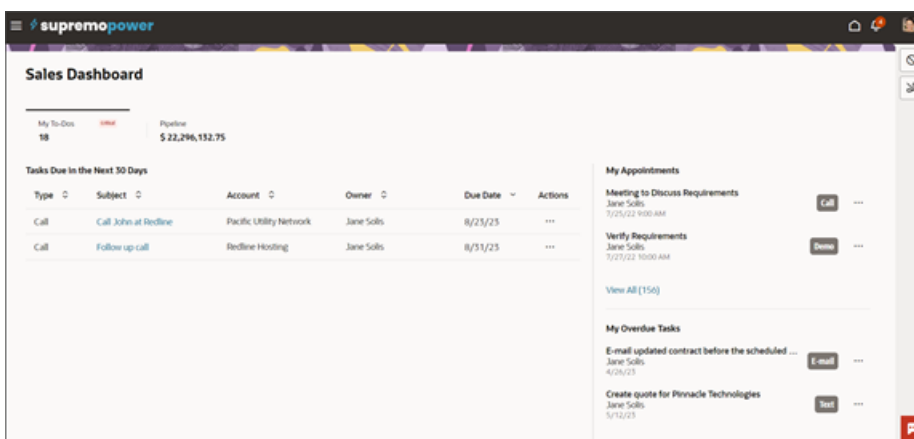 supremopower
Sales Dashboard
My To-Dos
18
Pipeline
$ 22,296,132.75
Tasks Due in the Next 30 Days
Type Subject Account Owner Due Date Actions
Call Call John at Redline Pacific Utility Network Jane Solis 8/23/23 ...
Call Follow up call Redline Hosting Jane Solis 8/31/23 ...
My Appointments
Meeting to Discuss Requirements
Jane Solis
7/25/22 9:00 AM
Call ...
Verify Requirements
Jane Solis
7/27/22 10:00 AM
Demo ...
View All (156)
My Overdue Tasks
E-mail updated contract before the scheduled ...
Jane Solis
4/26/23
E-mail ...
Create quote for Pinnacle Technologies
Jane Solis
5/12/23
Text ...